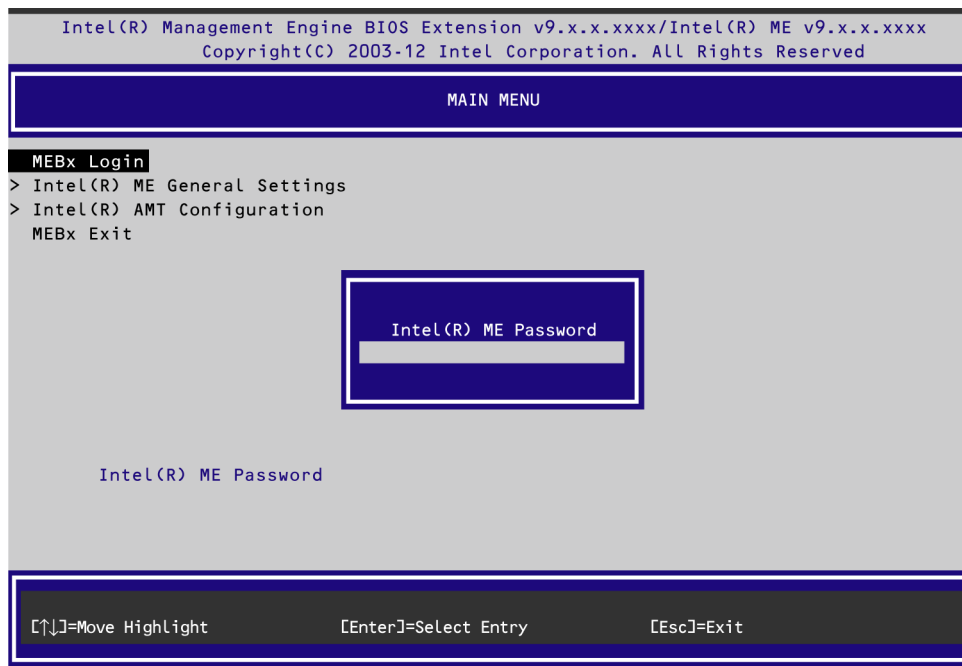 Intel(R) Management Engine BIOS Extension v9.x.x.xxxx/Intel(R) ME v9.x.x.xxxx
Copyright(C) 2003-12 Intel Corporation. All Rights Reserved
MAIN MENU
MEBx Login
> Intel(R) ME General Settings
> Intel(R) AMT Configuration
MEBx Exit
Intel(R) ME Password
Intel(R) ME Password
[↑↓]=Move Highlight [Enter]=Select Entry [Esc]=Exit